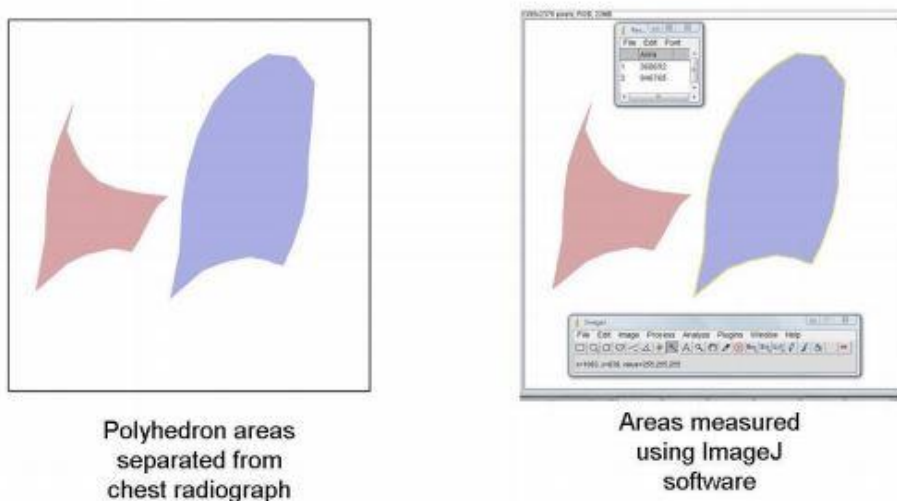 Area
File Edit Font
1
2
ImageJ
File Edit Image Process Analyze Plugins Window Help
Polyhedron areas
separated from
chest radiograph
Areas measured
using ImageJ
software